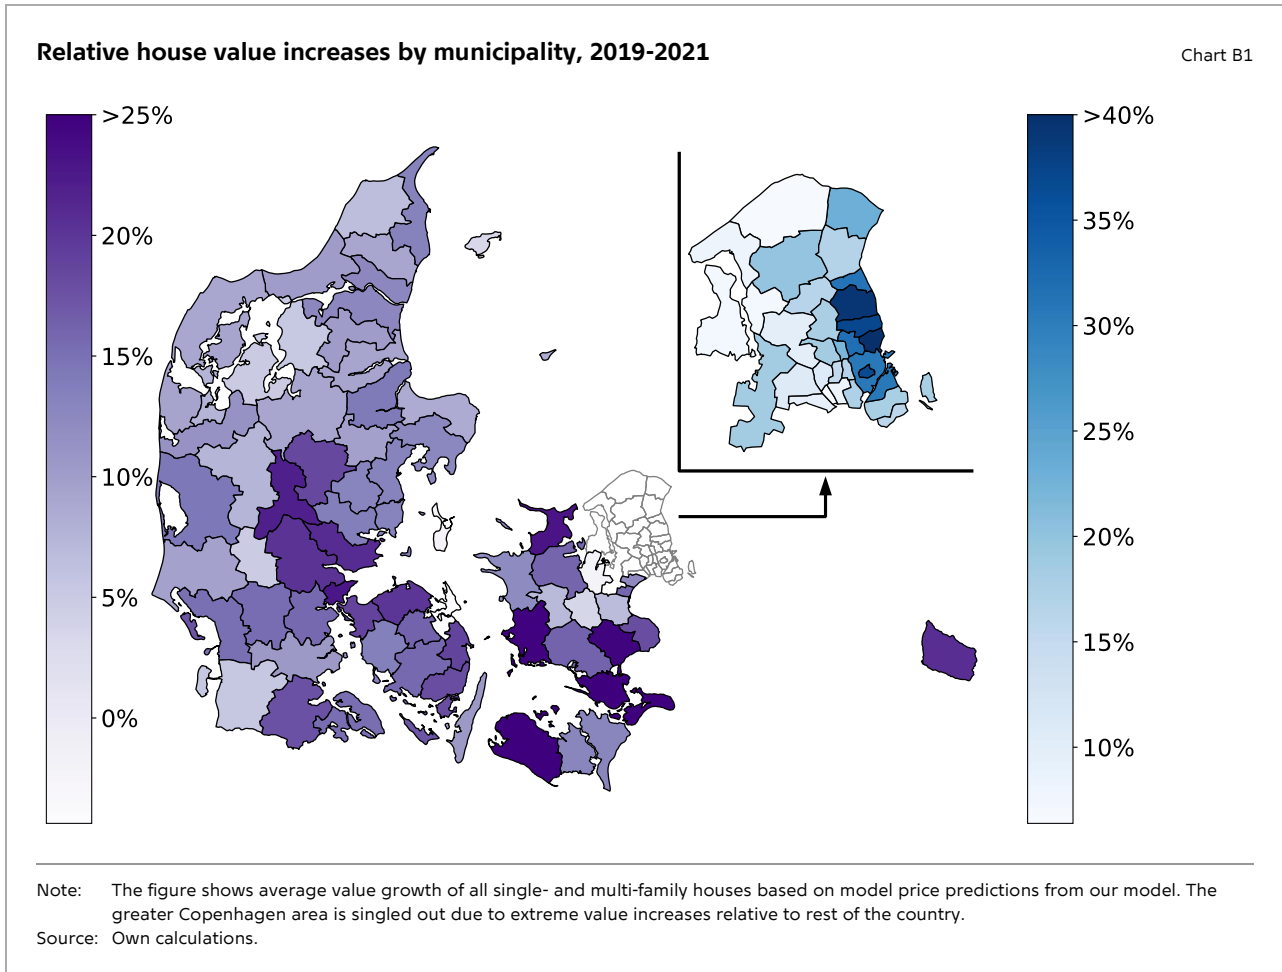 Relative house value increases by municipality, 2019-2021
Chart B1
>25%
20%
15%
10%
5%
0%
>40%
35%
30%
25%
20%
15%
10%
Note: The figure shows average value growth of all single- and multi-family houses based on model price predictions from our model. The
greater Copenhagen area is singled out due to extreme value increases relative to rest of the country.
Source: Own calculations.